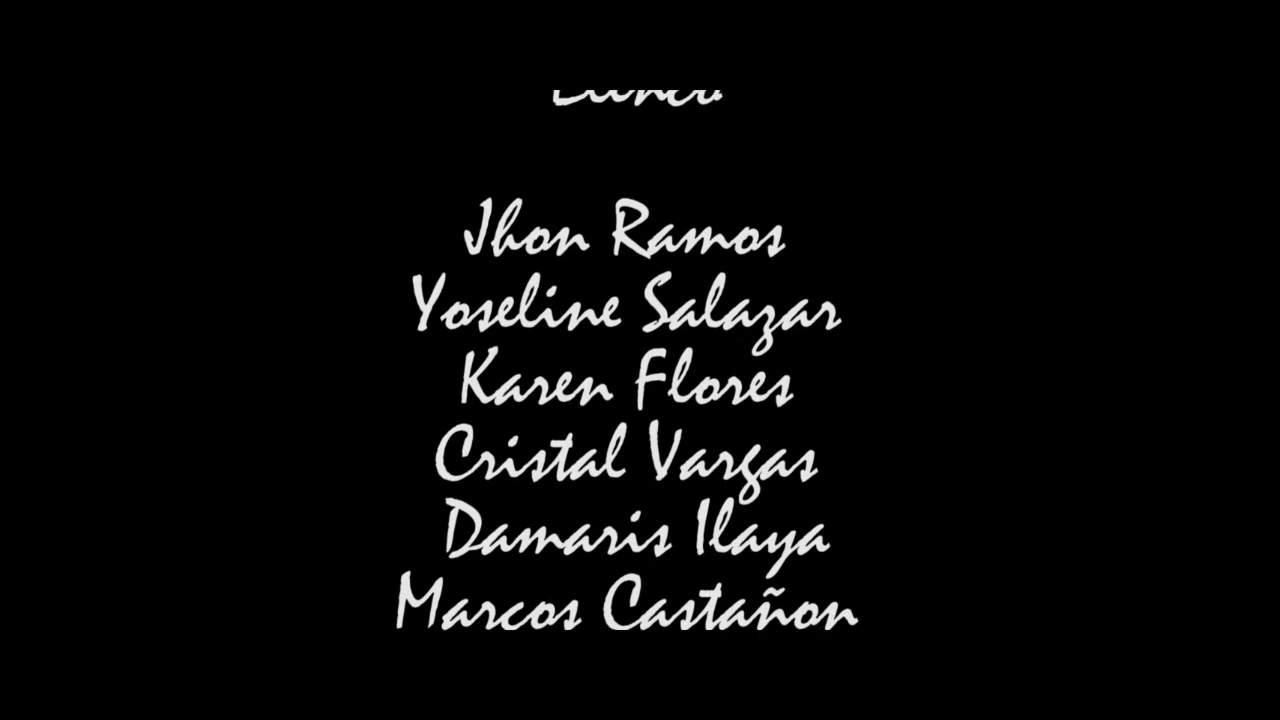 Jhon Ramos
Yoseline Salazar
Karen Flores
Cristal Vargas
Damaris Ilaya
Marcos Castañon